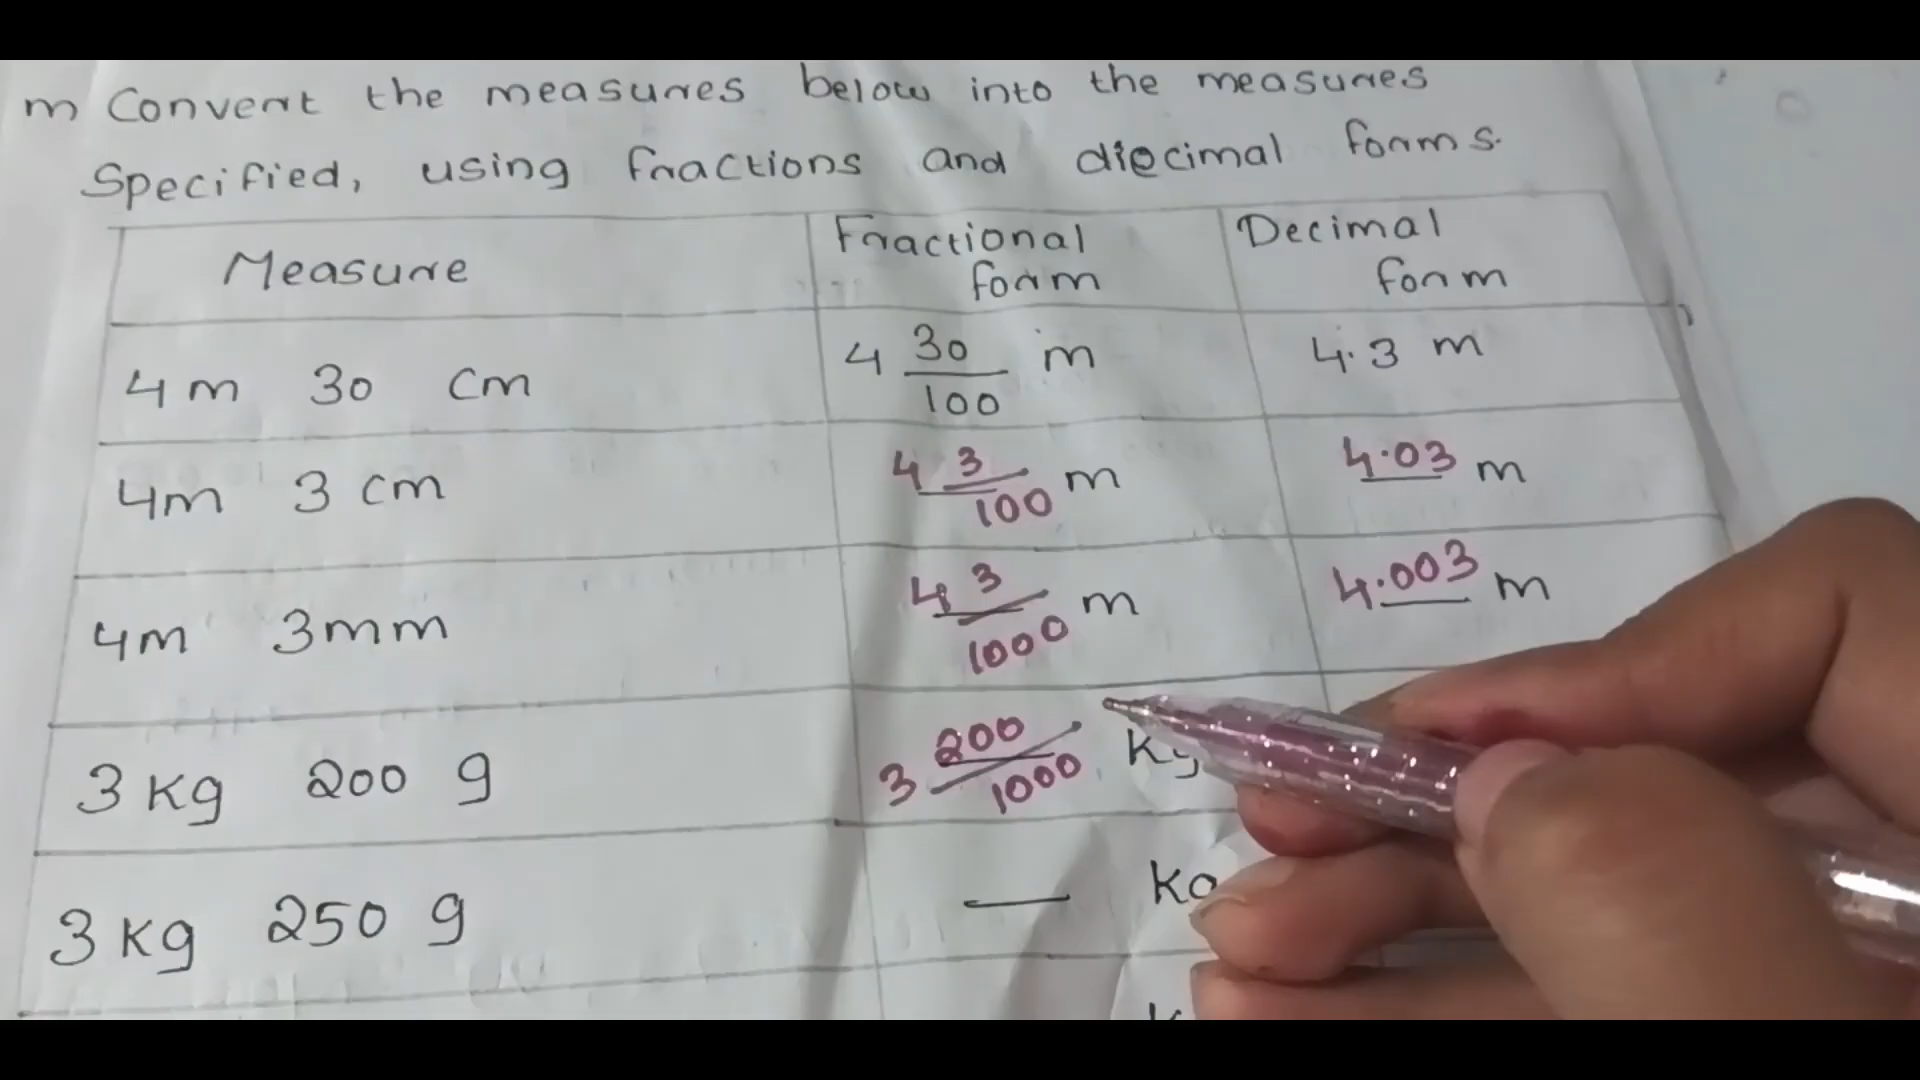 m Convert the measures below into the measures
Specified, using fractions and diecimal forms.
Measure
Fractional form
Decimal form
4 m 30 cm
4 30/100 m
4.3 m
4m 3 cm
4 3/100 m
4.03 m
4m 3mm
4 3/1000 m
4.003 m
3 kg 200 g
3 200/1000 kg
3 kg 250 g
— kg